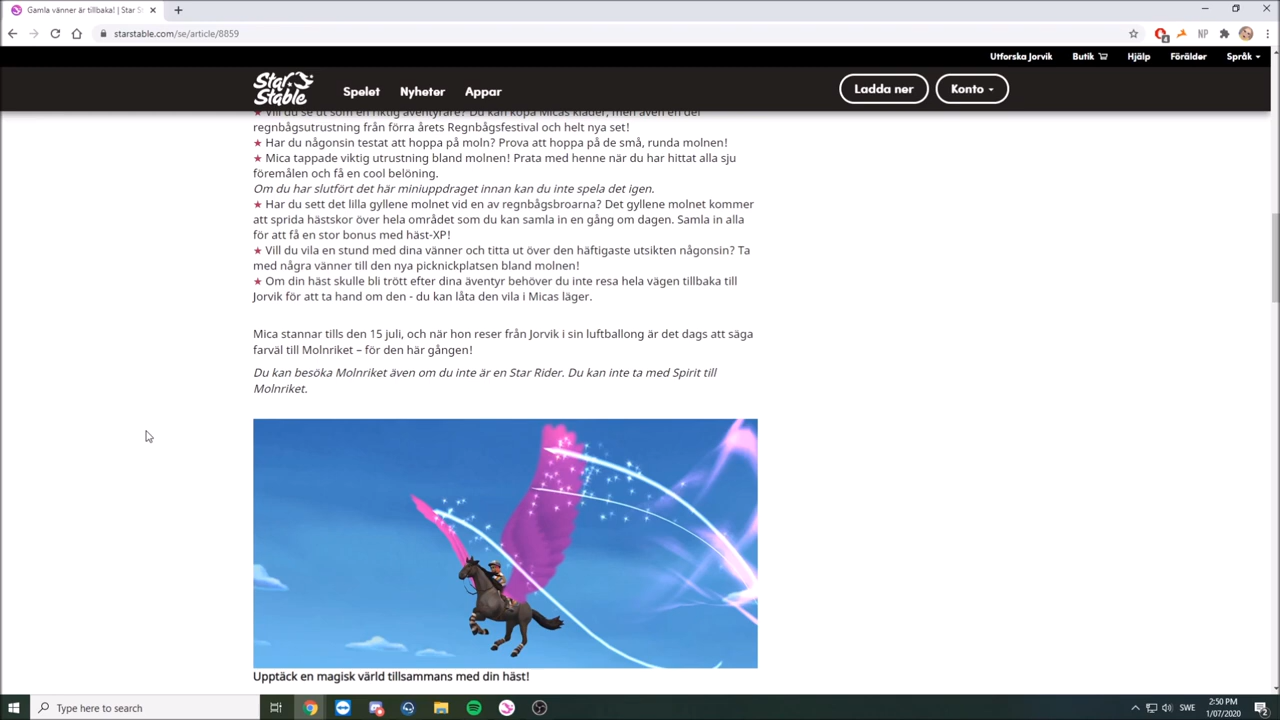 Gamla vänner är tillbaka! | Star S
starstable.com/se/article/8859
4
NP
Utforska Jorvik Butik Hjälp Förälder Språk
Star Stable
Spelet Nyheter Appar Ladda ner Konto
★ Vill du se ut som en riktig äventyrare? Du kan köpa Micas kläder, men även en del
regnbågsutrustning från förra årets Regnbågsfestival och helt nya set!
★ Har du någonsin testat att hoppa på moln? Prova att hoppa på de små, runda molnen!
★ Mica tappade viktig utrustning bland molnen! Prata med henne när du har hittat alla sju
föremålen och få en cool belöning.
Om du har slutfört det här miniuppdraget innan kan du inte spela det igen.
★ Har du sett det lilla gyllene molnet vid en av regnbågsbroarna? Det gyllene molnet kommer
att sprida hästskor över hela området som du kan samla in en gång om dagen. Samla in alla
för att få en stor bonus med häst-XP!
★ Vill du vila en stund med dina vänner och titta ut över den häftigaste utsikten någonsin? Ta
med några vänner till den nya picknickplatsen bland molnen!
★ Om din häst skulle bli trött efter dina äventyr behöver du inte resa hela vägen tillbaka till
Jorvik för att ta hand om den - du kan låta den vila i Micas läger.
Mica stannar tills den 15 juli, och när hon reser från Jorvik i sin luftballong är det dags att säga
farväl till Molnriket – för den här gången!
Du kan besöka Molnriket även om du inte är en Star Rider. Du kan inte ta med Spirit till
Molnriket.
Upptäck en magisk värld tillsammans med din häst!
Type here to search
SWE
2:50 PM
1/07/2020
2